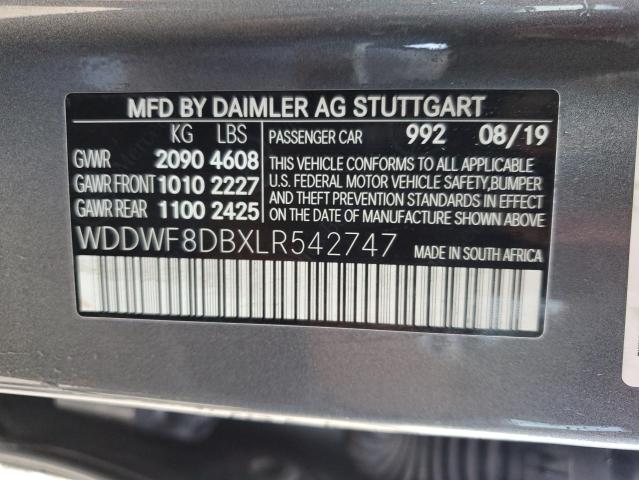 MFD BY DAIMLER AG STUTTGART
KG LBS PASSENGER CAR 992 08/19
GVWR 2090 4608 THIS VEHICLE CONFORMS TO ALL APPLICABLE
GAWR FRONT 1010 2227 U.S. FEDERAL MOTOR VEHICLE SAFETY, BUMPER
GAWR REAR 1100 2425 AND THEFT PREVENTION STANDARDS IN EFFECT
ON THE DATE OF MANUFACTURE SHOWN ABOVE.
WDDWF8DBXLR542747 MADE IN SOUTH AFRICA